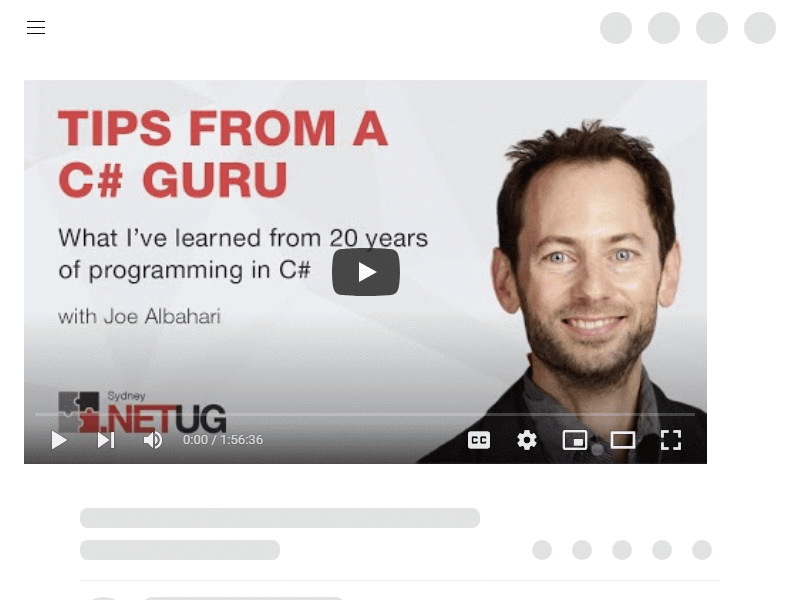 TIPS FROM A
C# GURU
What I've learned from 20 years
of programming in C#
with Joe Albahari
Sydney
.NETUG
0:00 / 1:56:36
CC